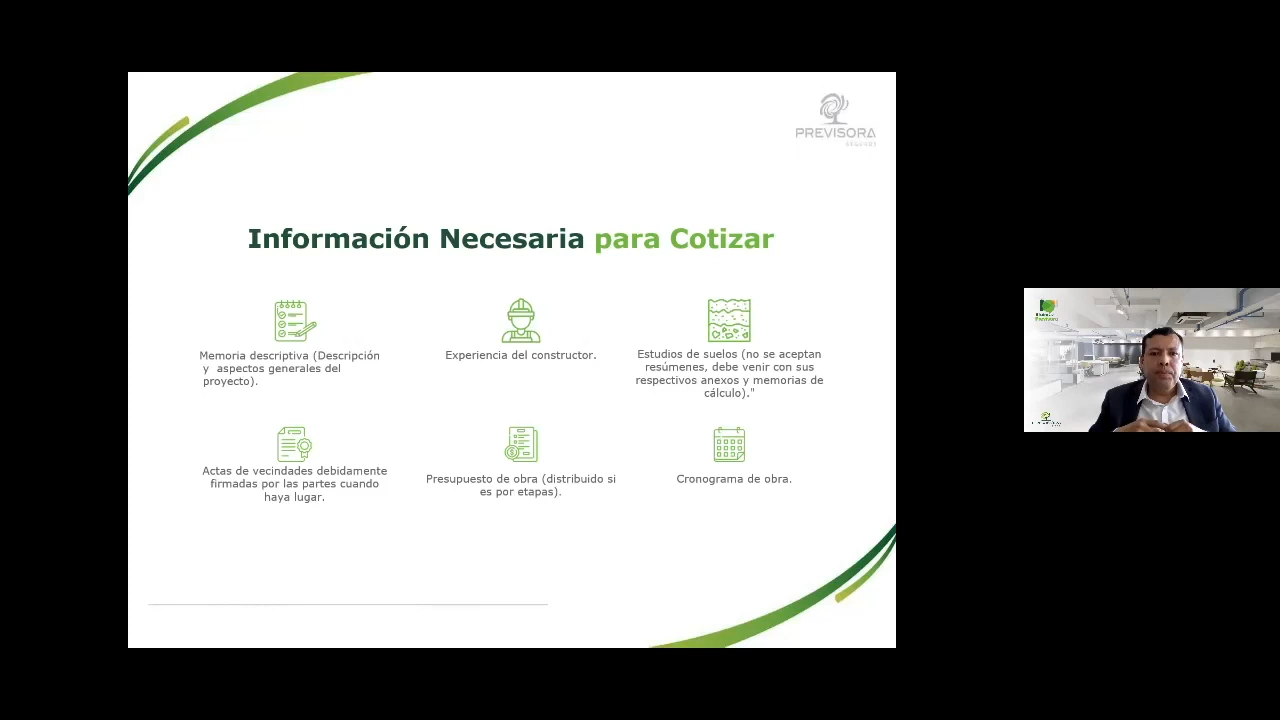 PREVISORA
SEGUROS
Información Necesaria para Cotizar
Memoria descriptiva (Descripción
y aspectos generales del
proyecto).
Experiencia del constructor.
Estudios de suelos (no se aceptan
resúmenes, debe venir con sus
respectivos anexos y memorias de
cálculo)."
Actas de vecindades debidamente
firmadas por las partes cuando
haya lugar.
Presupuesto de obra (distribuido si
es por etapas).
Cronograma de obra.
Previsora